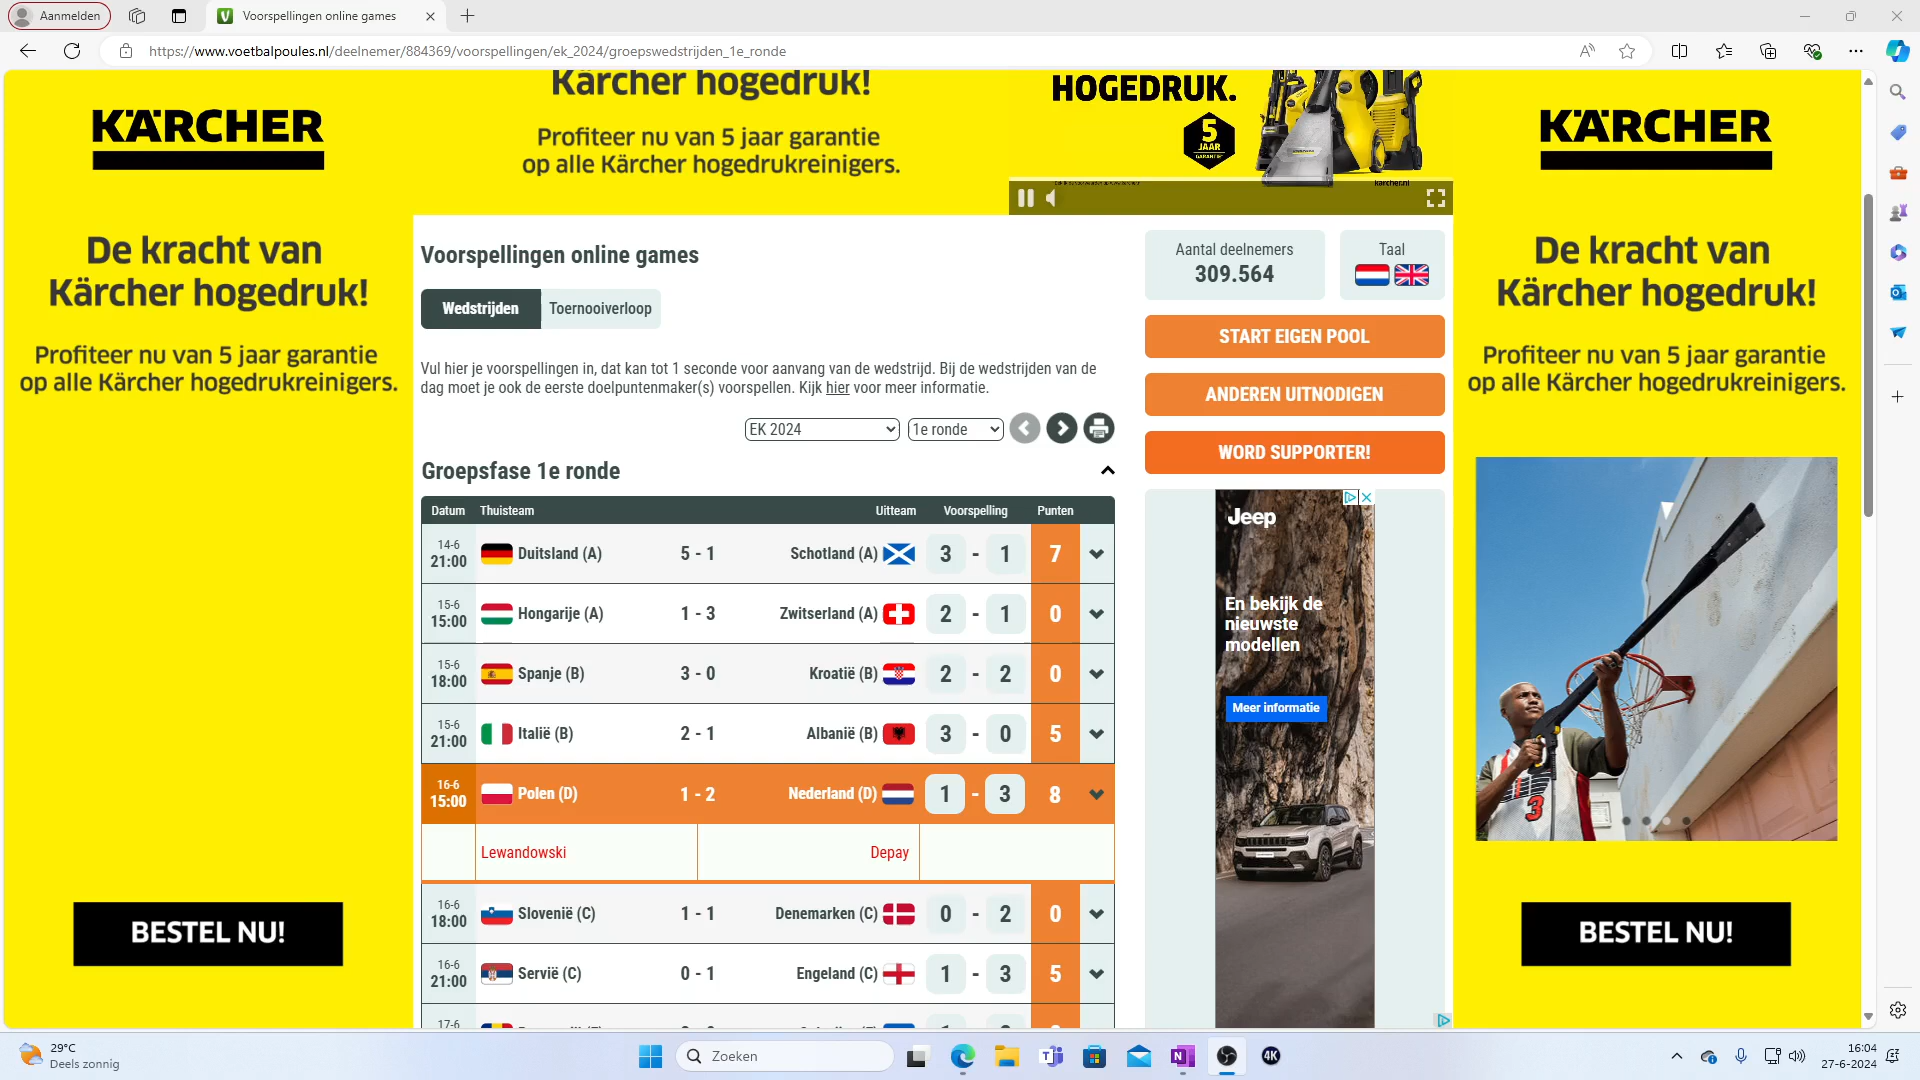 Aanmelden
Voorspellingen online games
https://www.voetbalpoules.nl/deelnemer/884369/voorspellingen/ek_2024/groepswedstrijden_1e_ronde
KÄRCHER
De kracht van
Kärcher hogedruk!
Profiteer nu van 5 jaar garantie
op alle Kärcher hogedrukreinigers.
BESTEL NU!
Kärcher hogedruk!
Profiteer nu van 5 jaar garantie
op alle Kärcher hogedrukreinigers.
HOGEDRUK.
5
JAAR
GARANTIE*
karcher.nl
Voorspellingen online games
Wedstrijden
Toernooiverloop
Vul hier je voorspellingen in, dat kan tot 1 seconde voor aanvang van de wedstrijd. Bij de wedstrijden van de
dag moet je ook de eerste doelpuntenmaker(s) voorspellen. Kijk hier voor meer informatie.
EK 2024
1e ronde
Groepsfase 1e ronde
Datum Thuisteam Uitteam Voorspelling Punten
14-6
21:00 Duitsland (A) 5 - 1 Schotland (A) 3 - 1 7
15-6
15:00 Hongarije (A) 1 - 3 Zwitserland (A) 2 - 1 0
15-6
18:00 Spanje (B) 3 - 0 Kroatië (B) 2 - 2 0
15-6
21:00 Italië (B) 2 - 1 Albanië (B) 3 - 0 5
16-6
15:00 Polen (D) 1 - 2 Nederland (D) 1 - 3 8
Lewandowski Depay
16-6
18:00 Slovenië (C) 1 - 1 Denemarken (C) 0 - 2 0
16-6
21:00 Servië (C) 0 - 1 Engeland (C) 1 - 3 5
17-6
Aantal deelnemers
309.564
Taal
START EIGEN POOL
ANDEREN UITNODIGEN
WORD SUPPORTER!
Jeep
En bekijk de
nieuwste
modellen
Meer informatie
KÄRCHER
De kracht van
Kärcher hogedruk!
Profiteer nu van 5 jaar garantie
op alle Kärcher hogedrukreinigers.
3
BESTEL NU!
29°C
Deels zonnig
Zoeken
4K
16:04
27-6-2024